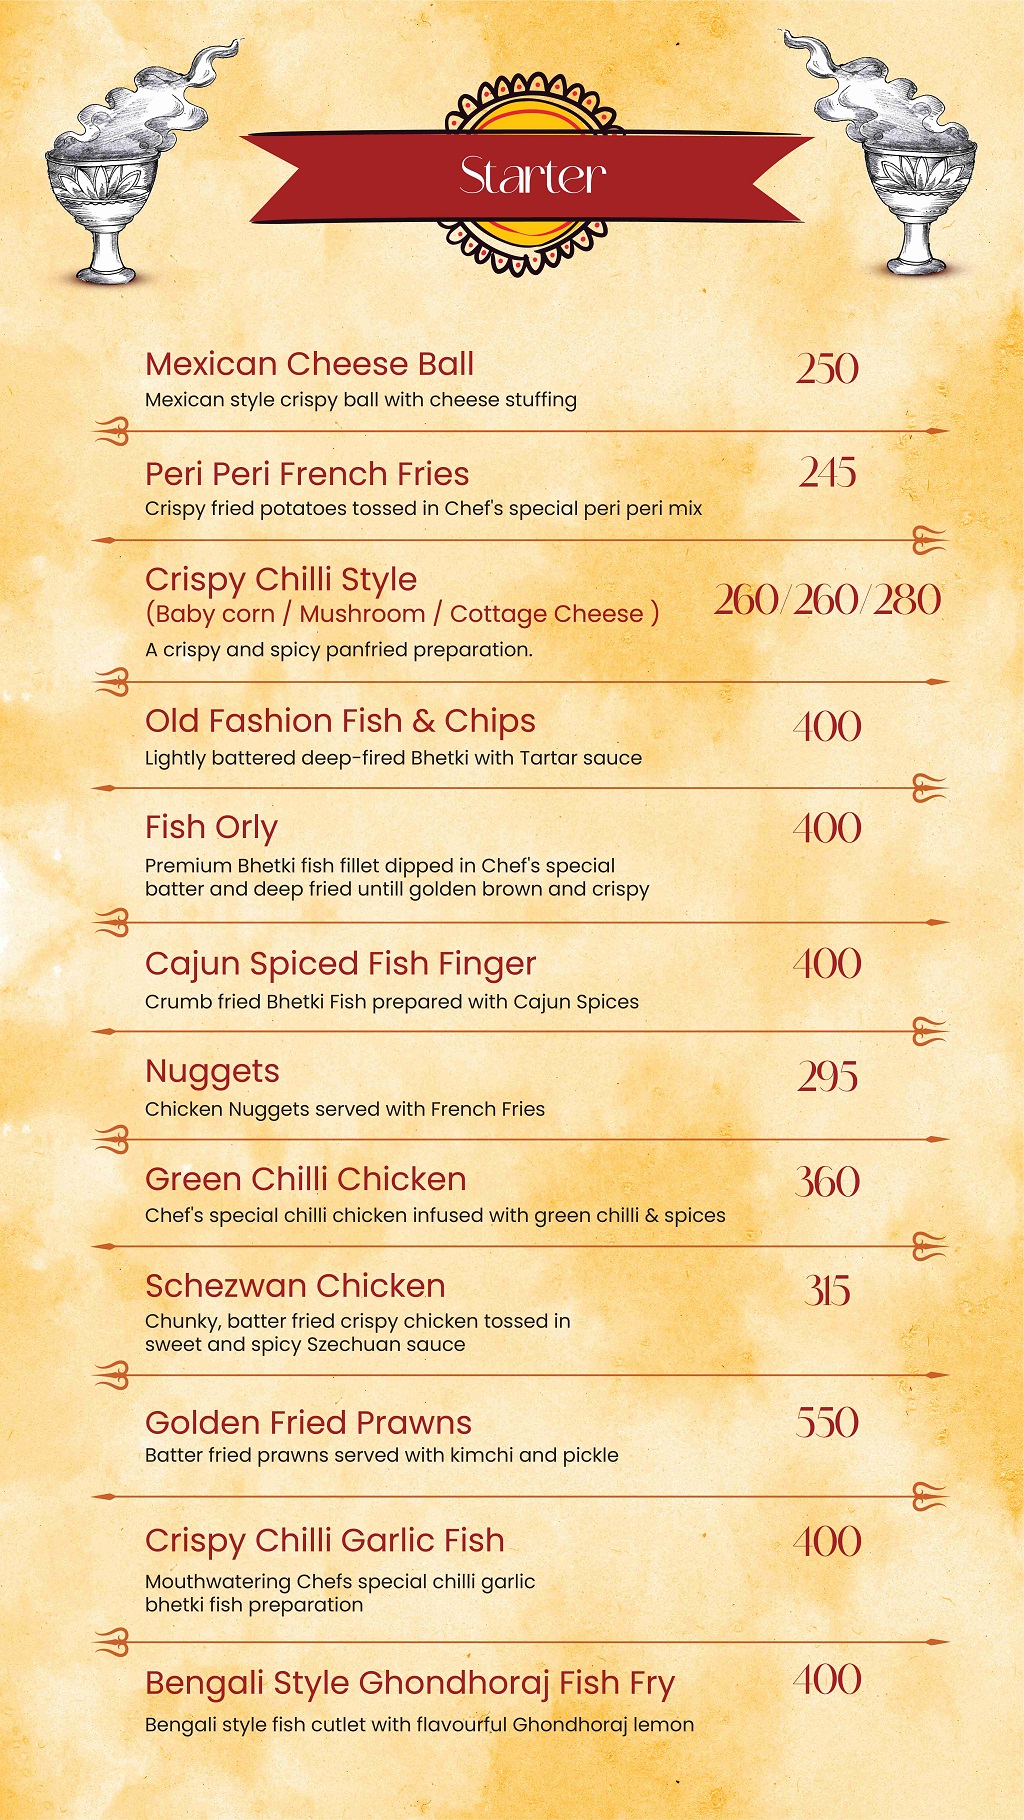 Starter
Mexican Cheese Ball 250
Mexican style crispy ball with cheese stuffing
Peri Peri French Fries 245
Crispy fried potatoes tossed in Chef's special peri peri mix
Crispy Chilli Style
(Baby corn / Mushroom / Cottage Cheese ) 260/260/280
A crispy and spicy panfried preparation.
Old Fashion Fish & Chips 400
Lightly battered deep-fired Bhetki with Tartar sauce
Fish Orly 400
Premium Bhetki fish fillet dipped in Chef's special
batter and deep fried untill golden brown and crispy
Cajun Spiced Fish Finger 400
Crumb fried Bhetki Fish prepared with Cajun Spices
Nuggets 295
Chicken Nuggets served with French Fries
Green Chilli Chicken 360
Chef's special chilli chicken infused with green chilli & spices
Schezwan Chicken 315
Chunky, batter fried crispy chicken tossed in
sweet and spicy Szechuan sauce
Golden Fried Prawns 550
Batter fried prawns served with kimchi and pickle
Crispy Chilli Garlic Fish 400
Mouthwatering Chefs special chilli garlic
bhetki fish preparation
Bengali Style Ghondhoraj Fish Fry 400
Bengali style fish cutlet with flavourful Ghondhoraj lemon